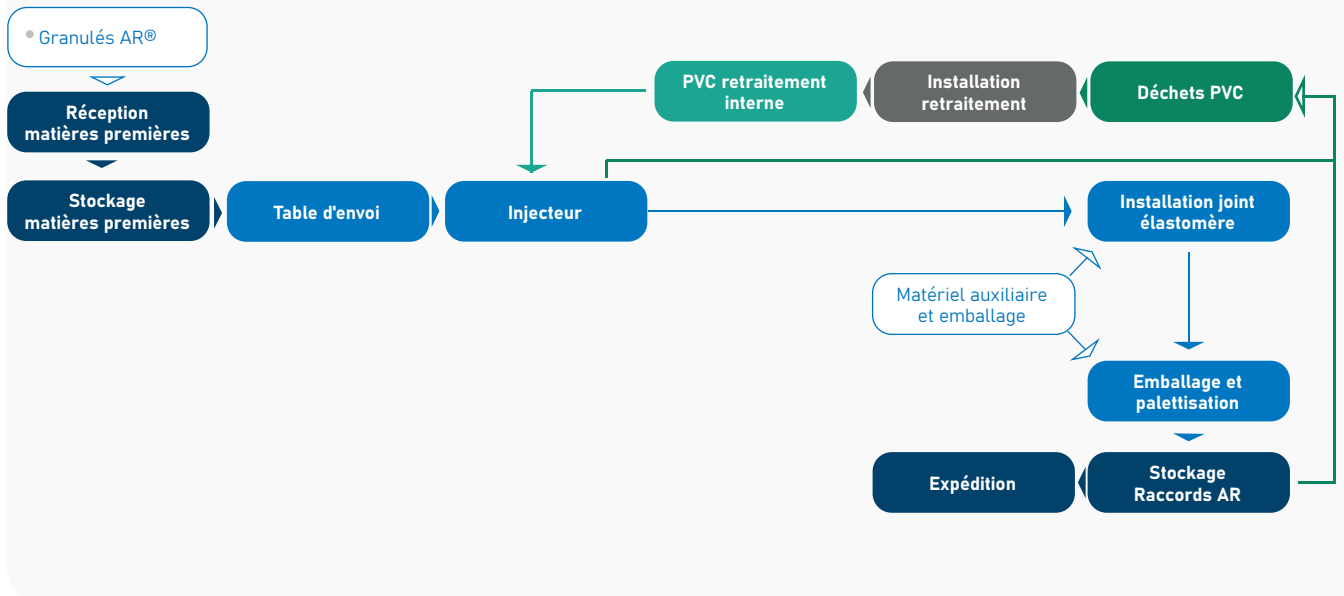 Granulés AR®
Réception
matières premières
Stockage
matières premières
Table d'envoi
Injecteur
PVC retraitement
interne
Installation
retraitement
Déchets PVC
Installation joint
élastomère
Matériel auxiliaire
et emballage
Emballage et
palettisation
Expédition
Stockage
Raccords AR